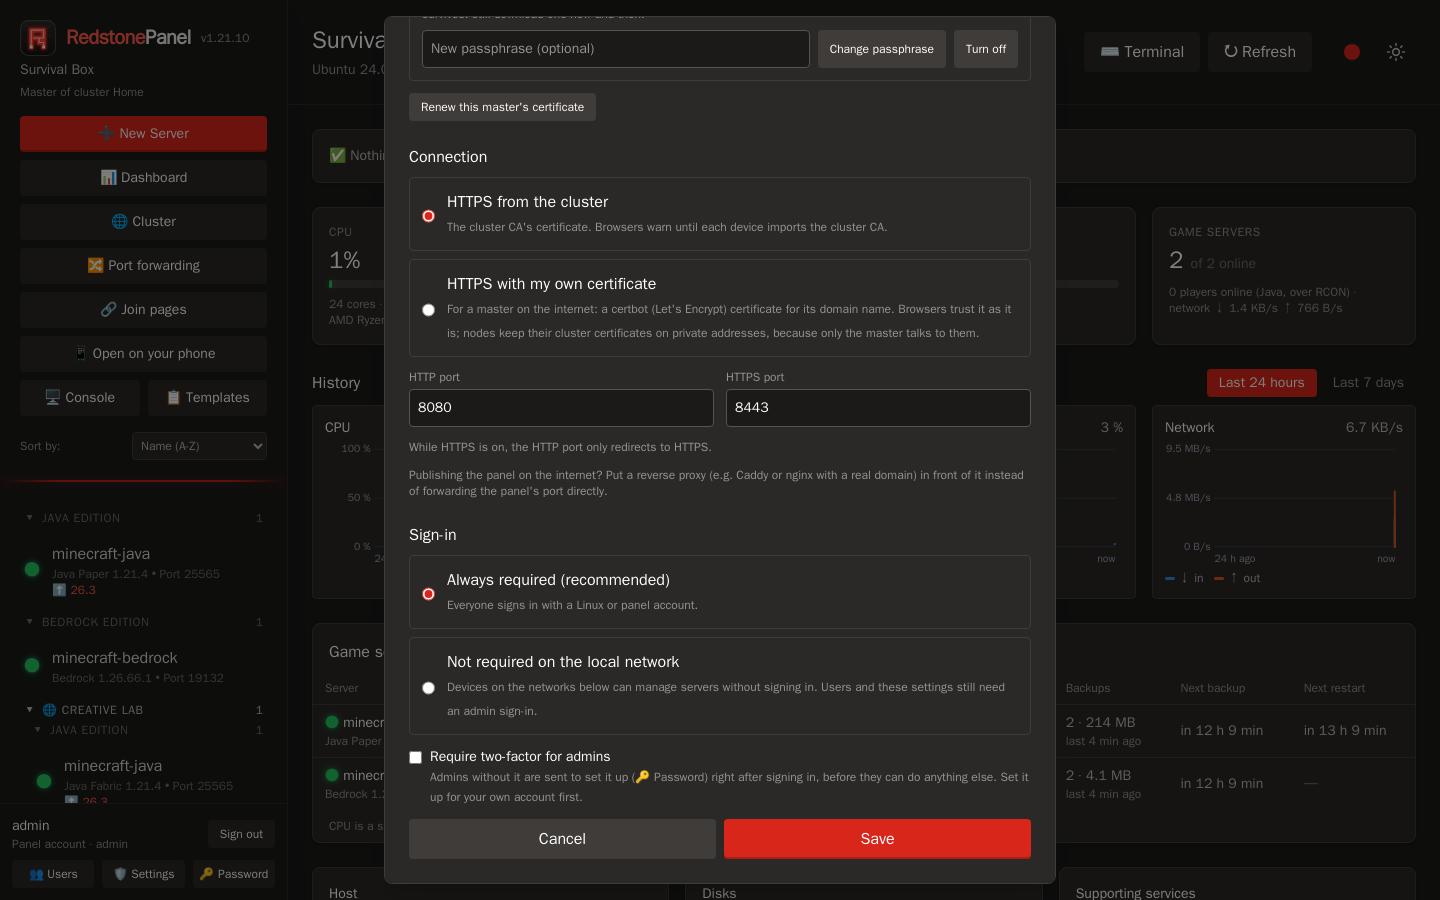 RedstonePanel v1.21.10
Survival Box
Master of cluster Home
➕ New Server
📊 Dashboard
🌐 Cluster
🔀 Port forwarding
🔗 Join pages
📱 Open on your phone
🖥️ Console
📋 Templates
Sort by:
Name (A-Z)
▼ JAVA EDITION 1
minecraft-java
Java Paper 1.21.4 • Port 25565
⬆️ 26.3
▼ BEDROCK EDITION 1
minecraft-bedrock
Bedrock 1.26.66.1 • Port 19132
▼ 🌐 CREATIVE LAB 1
▼ JAVA EDITION 1
minecraft-java
Java Fabric 1.21.4 • Port 25565
⬆️ 26.3
admin
Panel account · admin
Sign out
👥 Users
🛡️ Settings
🔑 Password
Ubuntu 24.0
⌨️ Terminal
Refresh
CPU
1%
24 cores ·
GAME SERVERS
2 of 2 online
0 players online (Java, over RCON) ·
network ↓ 1.4 KB/s ↑ 766 B/s
History
Last 24 hours
Last 7 days
CPU
3 %
100 %
50 %
0 %
now
Network
6.7 KB/s
9.5 MB/s
4.8 MB/s
0 B/s
24 h ago
now
↓ in
↑ out
Server
Backups
Next backup
Next restart
Java Paper
2 · 214 MB
last 4 min ago
in 12 h 9 min
in 13 h 9 min
2 · 4.1 MB
last 4 min ago
in 12 h 9 min
—
CPU is a s
Host
Disks
Supporting services
New passphrase (optional)
Change passphrase
Turn off
Renew this master's certificate
Connection
HTTPS from the cluster
The cluster CA's certificate. Browsers warn until each device imports the cluster CA.
HTTPS with my own certificate
For a master on the internet: a certbot (Let's Encrypt) certificate for its domain name. Browsers trust it as it
is; nodes keep their cluster certificates on private addresses, because only the master talks to them.
HTTP port
8080
HTTPS port
8443
While HTTPS is on, the HTTP port only redirects to HTTPS.
Publishing the panel on the internet? Put a reverse proxy (e.g. Caddy or nginx with a real domain) in front of it instead
of forwarding the panel's port directly.
Sign-in
Always required (recommended)
Everyone signs in with a Linux or panel account.
Not required on the local network
Devices on the networks below can manage servers without signing in. Users and these settings still need
an admin sign-in.
Require two-factor for admins
Admins without it are sent to set it up (🔑 Password) right after signing in, before they can do anything else. Set it
up for your own account first.
Cancel
Save